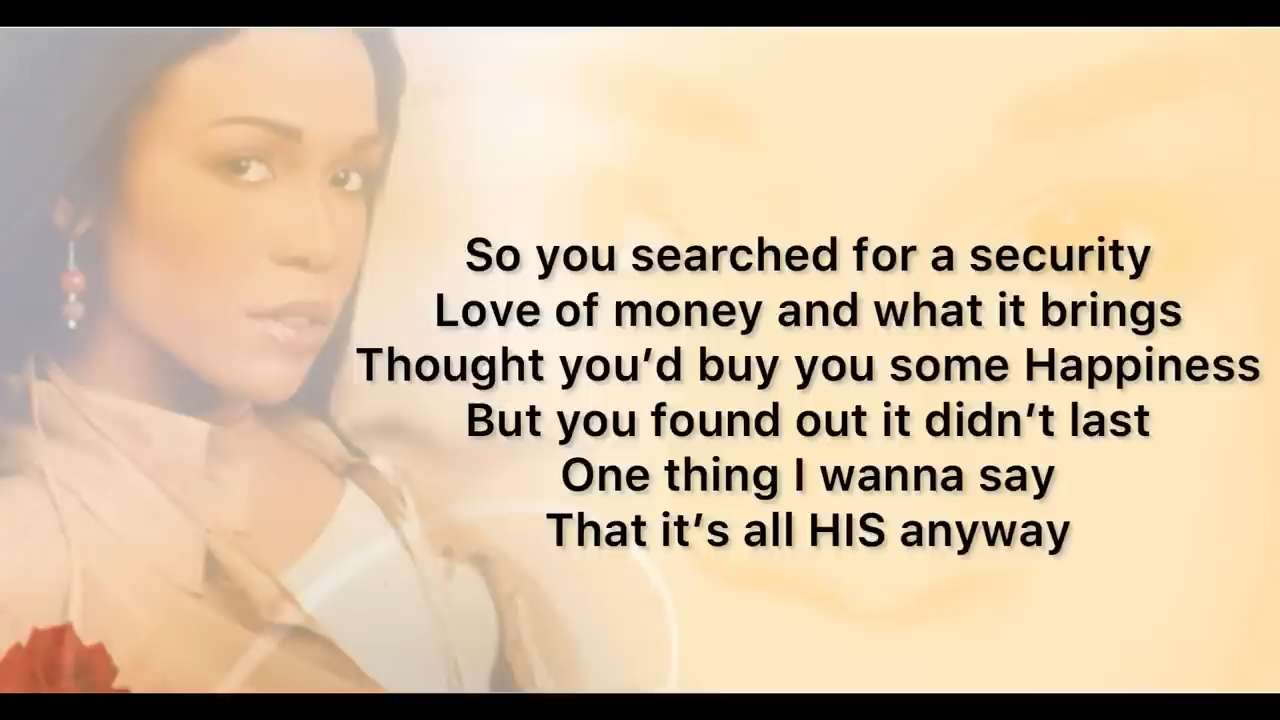 So you searched for a security
Love of money and what it brings
Thought you’d buy you some Happiness
But you found out it didn’t last
One thing I wanna say
That it’s all HIS anyway